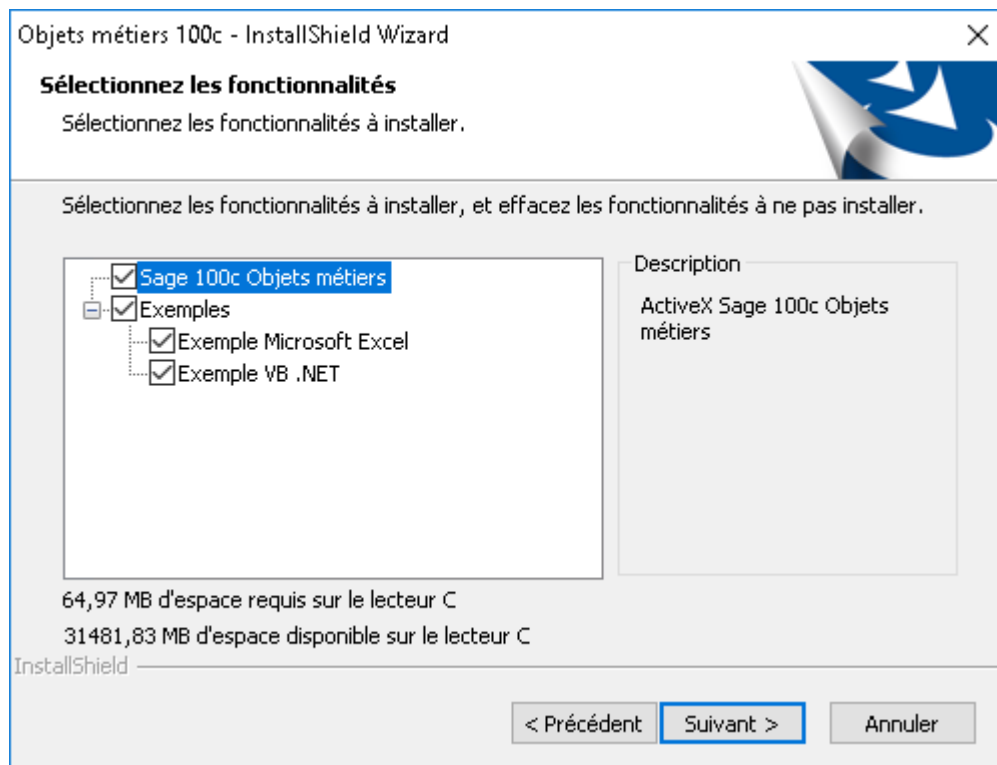 Objets métiers 100c - InstallShield Wizard
Sélectionnez les fonctionnalités
Sélectionnez les fonctionnalités à installer.
Sélectionnez les fonctionnalités à installer, et effacez les fonctionnalités à ne pas installer.
Sage 100c Objets métiers
Exemples
Exemple Microsoft Excel
Exemple VB .NET
Description
ActiveX Sage 100c Objets
métiers
64,97 MB d'espace requis sur le lecteur C
31481,83 MB d'espace disponible sur le lecteur C
InstallShield
< Précédent
Suivant >
Annuler